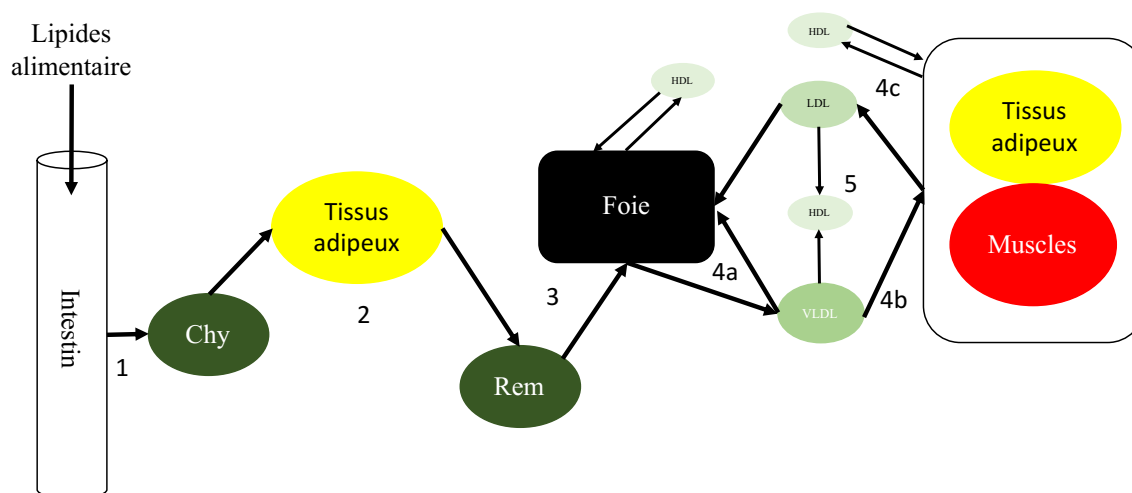 Lipides
alimentaire
Intestin
1
Chy
Tissus
adipeux
2
Rem
3
HDL
Foie
4a
LDL
HDL
5
VLDL
4b
HDL
4c
Tissus
adipeux
Muscles